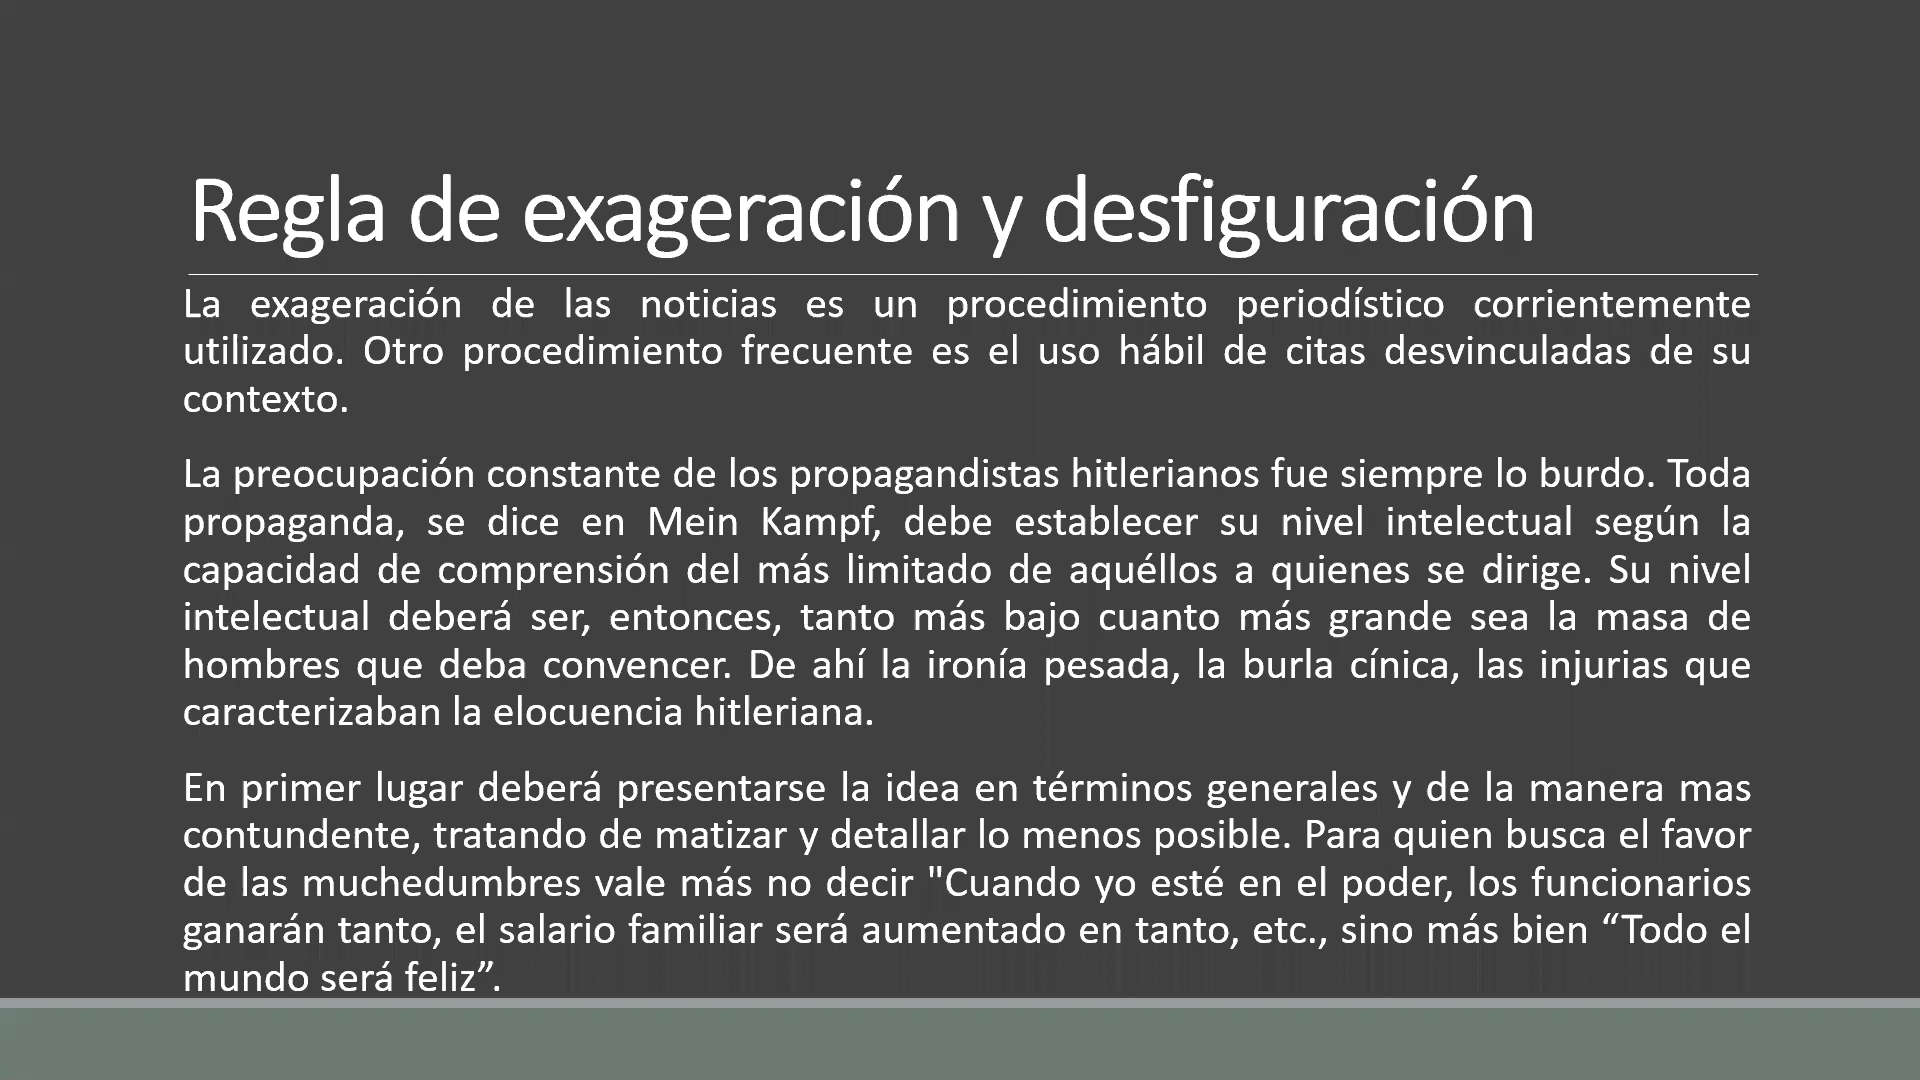 Regla de exageración y desfiguración
La exageración de las noticias es un procedimiento periodístico corrientemente
utilizado. Otro procedimiento frecuente es el uso hábil de citas desvinculadas de su
contexto.
La preocupación constante de los propagandistas hitlerianos fue siempre lo burdo. Toda
propaganda, se dice en Mein Kampf, debe establecer su nivel intelectual según la
capacidad de comprensión del más limitado de aquéllos a quienes se dirige. Su nivel
intelectual deberá ser, entonces, tanto más bajo cuanto más grande sea la masa de
hombres que deba convencer. De ahí la ironía pesada, la burla cínica, las injurias que
caracterizaban la elocuencia hitleriana.
En primer lugar deberá presentarse la idea en términos generales y de la manera mas
contundente, tratando de matizar y detallar lo menos posible. Para quien busca el favor
de las muchedumbres vale más no decir "Cuando yo esté en el poder, los funcionarios
ganarán tanto, el salario familiar será aumentado en tanto, etc., sino más bien “Todo el
mundo será feliz”.